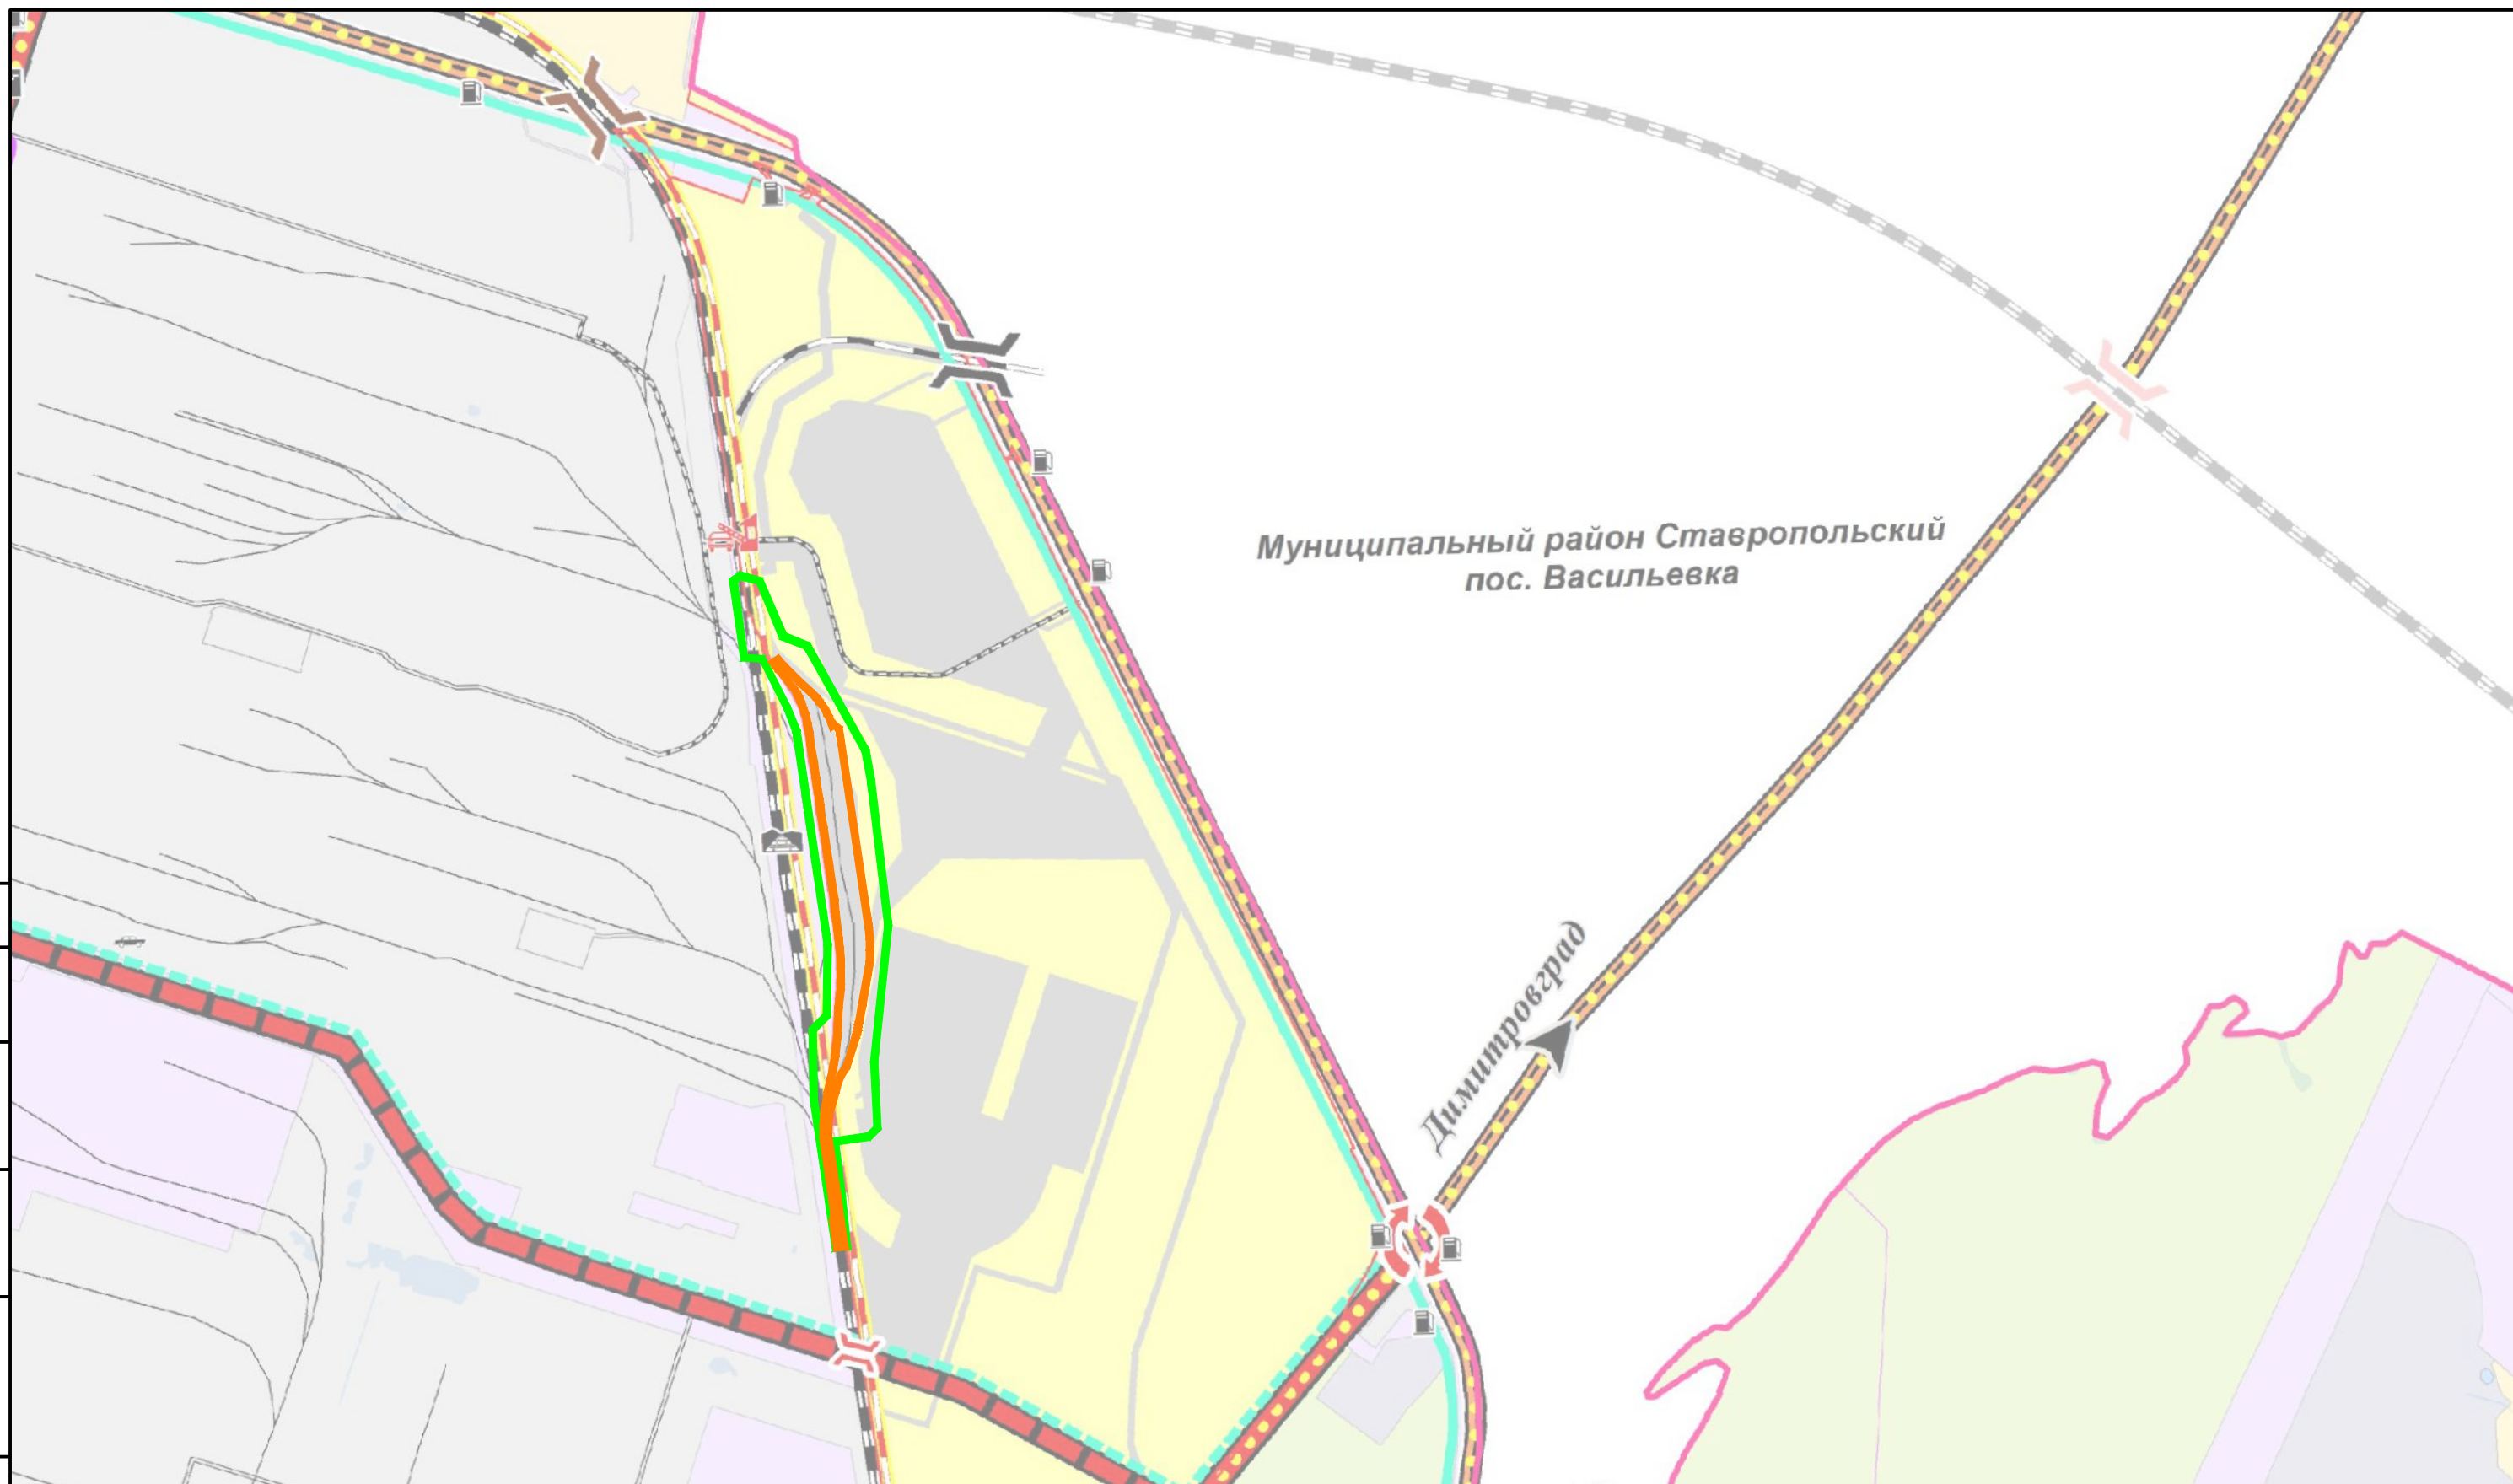 Муниципальный район Ставропольский
пос. Васильевка
Димитровград